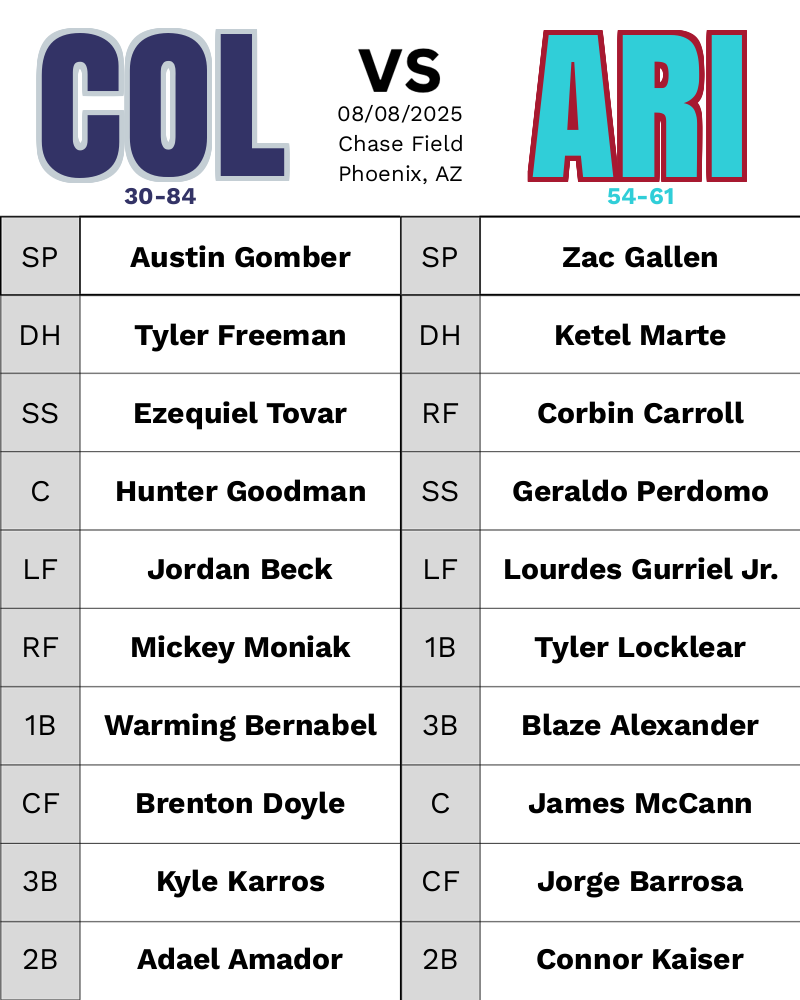 COL
VS
08/08/2025
Chase Field
Phoenix, AZ
ARI
30-84
54-61
SP Austin Gomber SP Zac Gallen
DH Tyler Freeman DH Ketel Marte
SS Ezequiel Tovar RF Corbin Carroll
C Hunter Goodman SS Geraldo Perdomo
LF Jordan Beck LF Lourdes Gurriel Jr.
RF Mickey Moniak 1B Tyler Locklear
1B Warming Bernabel 3B Blaze Alexander
CF Brenton Doyle C James McCann
3B Kyle Karros CF Jorge Barrosa
2B Adael Amador 2B Connor Kaiser